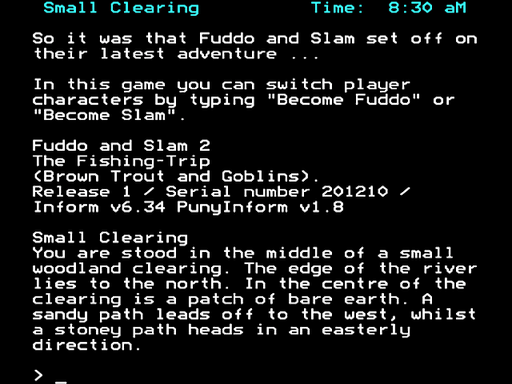 Small Clearing Time: 8:30 aM
So it was that Fuddo and Slam set off on
their latest adventure ...
In this game you can switch player
characters by typing "Become Fuddo" or
"Become Slam".
Fuddo and Slam 2
The Fishing-Trip
(Brown Trout and Goblins).
Release 1 / Serial number 201210 /
Inform v6.34 PunyInform v1.8
Small Clearing
You are stood in the middle of a small
woodland clearing. The edge of the river
lies to the north. In the centre of the
clearing is a patch of bare earth. A
sandy path leads off to the west, whilst
a stoney path heads in an easterly
direction.
> _